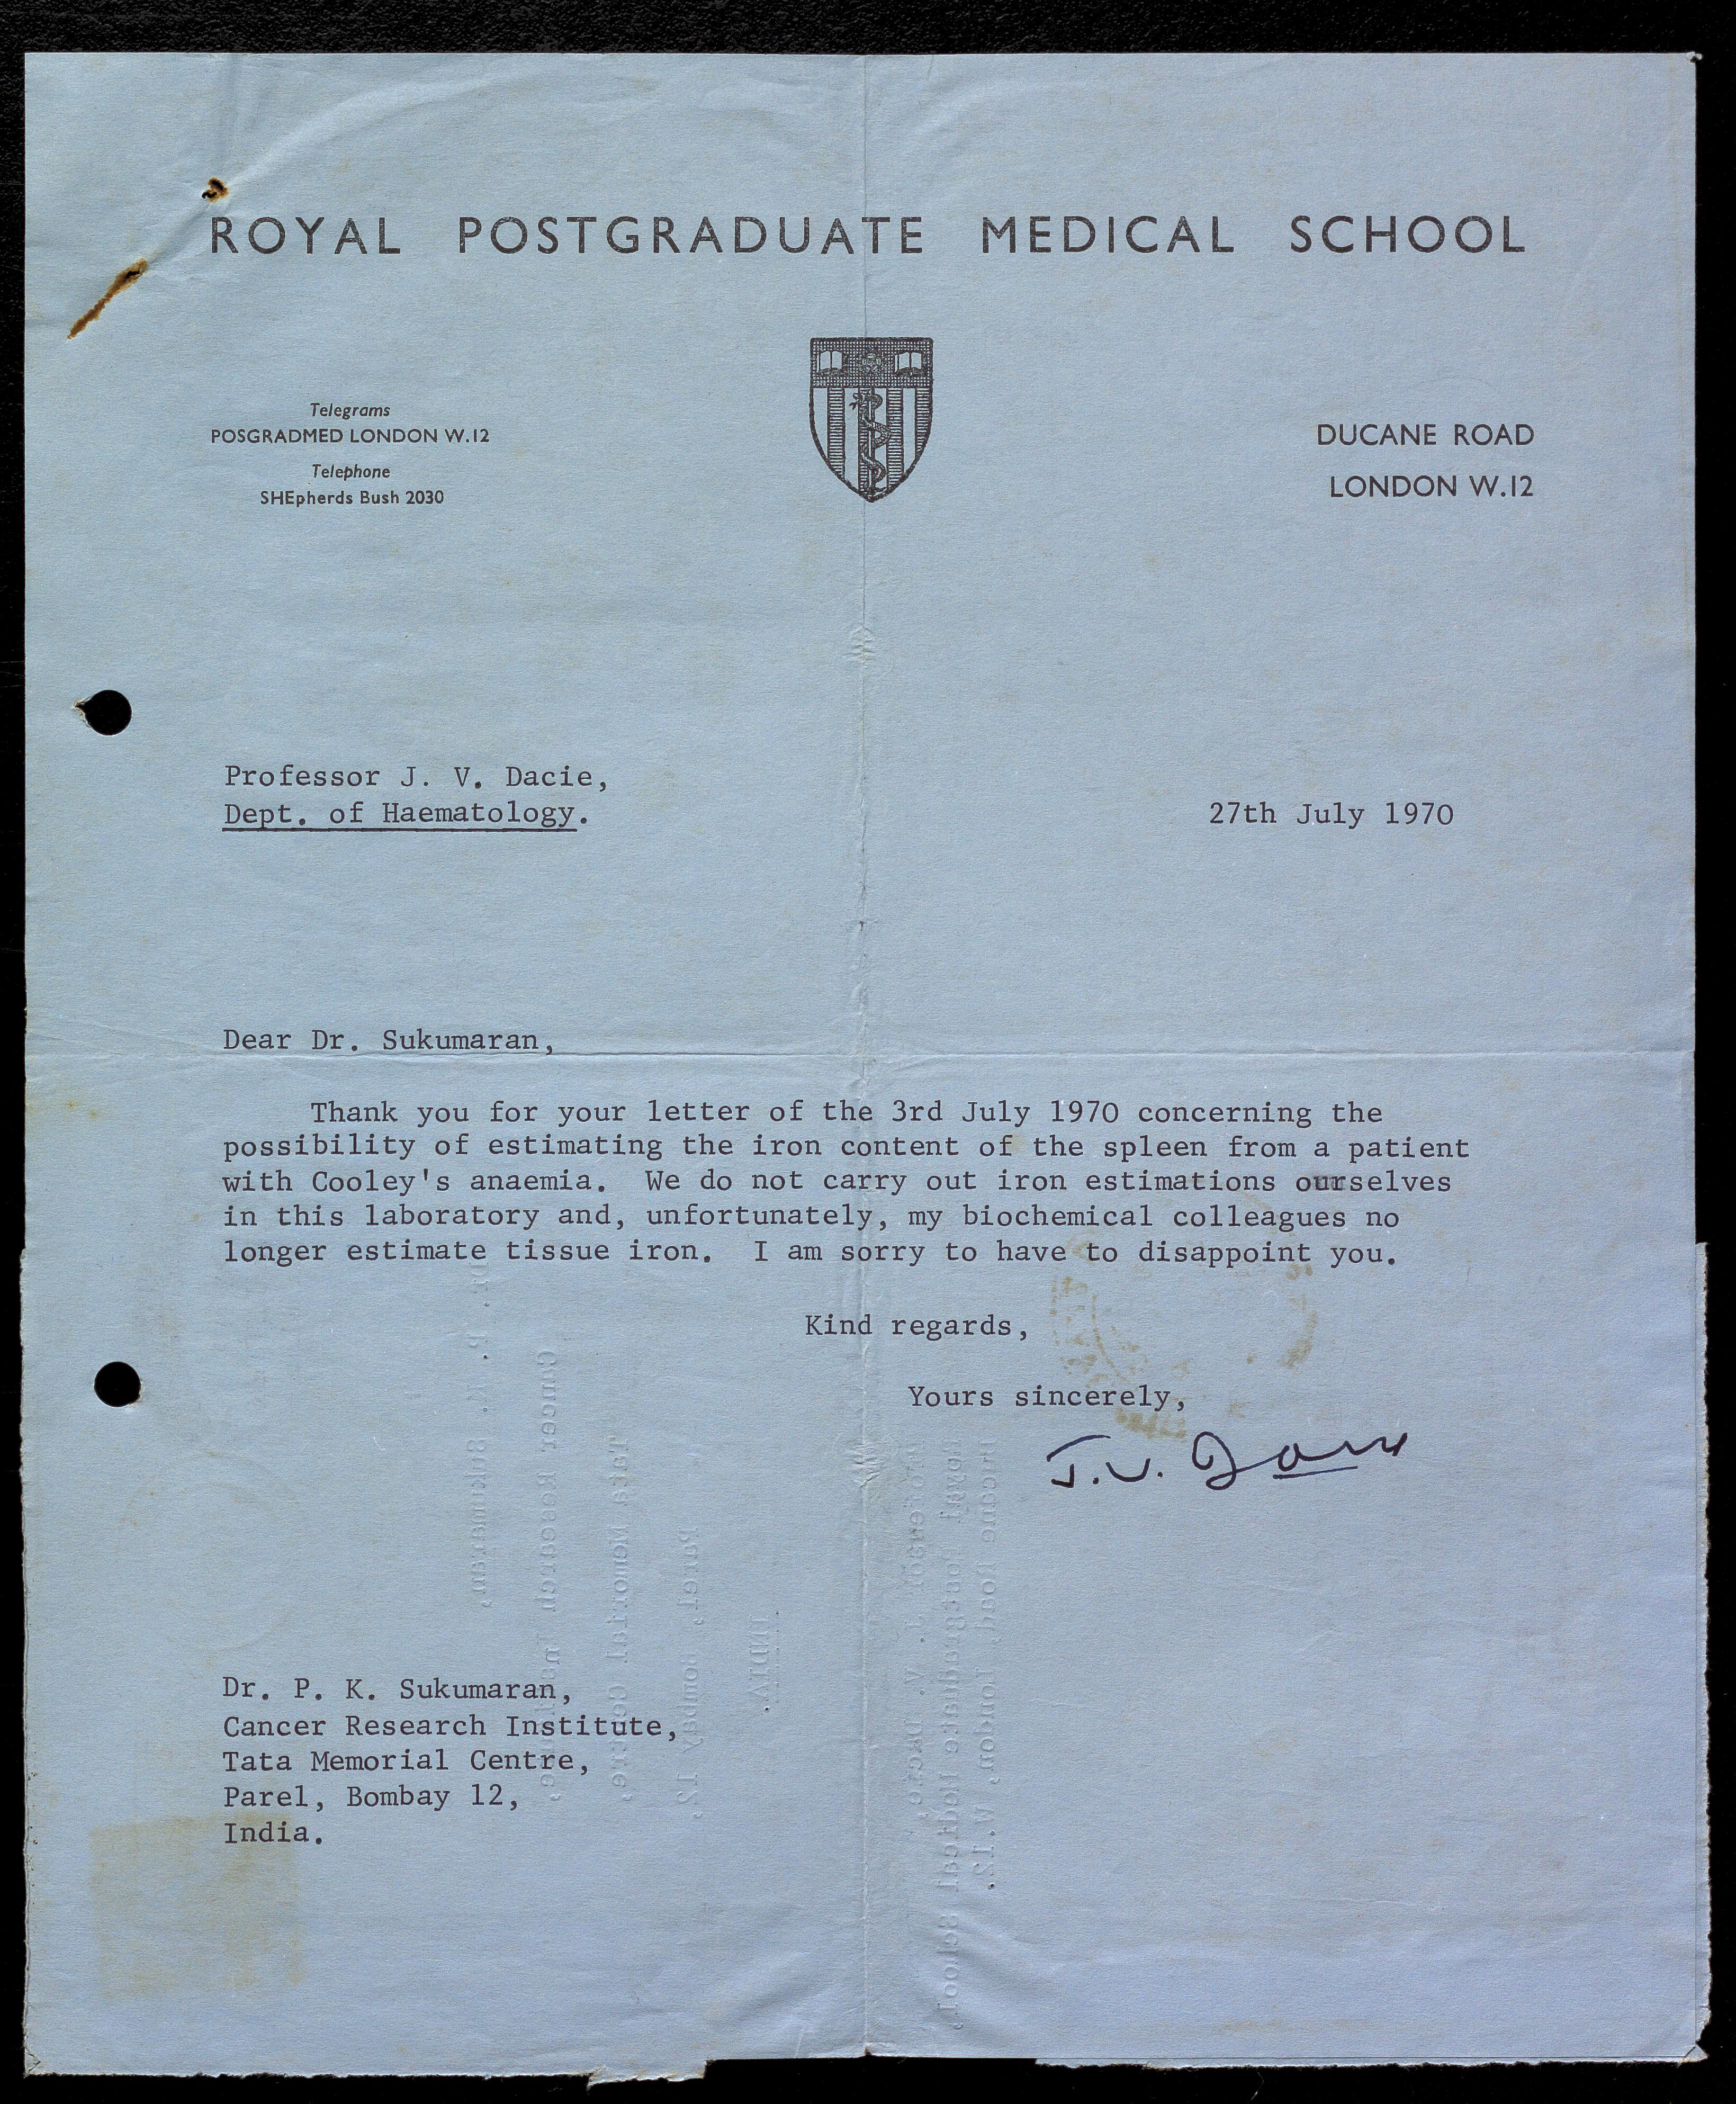 ROYAL POSTGRADUATE MEDICAL SCHOOL
Telegrams
POSGRADMED LONDON W.12
Telephone
SHEpherds Bush 2030
DUCANE ROAD
LONDON W.12
Professor J. V. Dacie,
Dept. of Haematology.
27th July 1970
Dear Dr. Sukumaran,
Thank you for your letter of the 3rd July 1970 concerning the
possibility of estimating the iron content of the spleen from a patient
with Cooley's anaemia. We do not carry out iron estimations ourselves
in this laboratory and, unfortunately, my biochemical colleagues no
longer estimate tissue iron. I am sorry to have to disappoint you.
Kind regards,
Yours sincerely,
J.V. Dacie
Dr. P. K. Sukumaran,
Cancer Research Institute,
Tata Memorial Centre,
Parel, Bombay 12,
India.